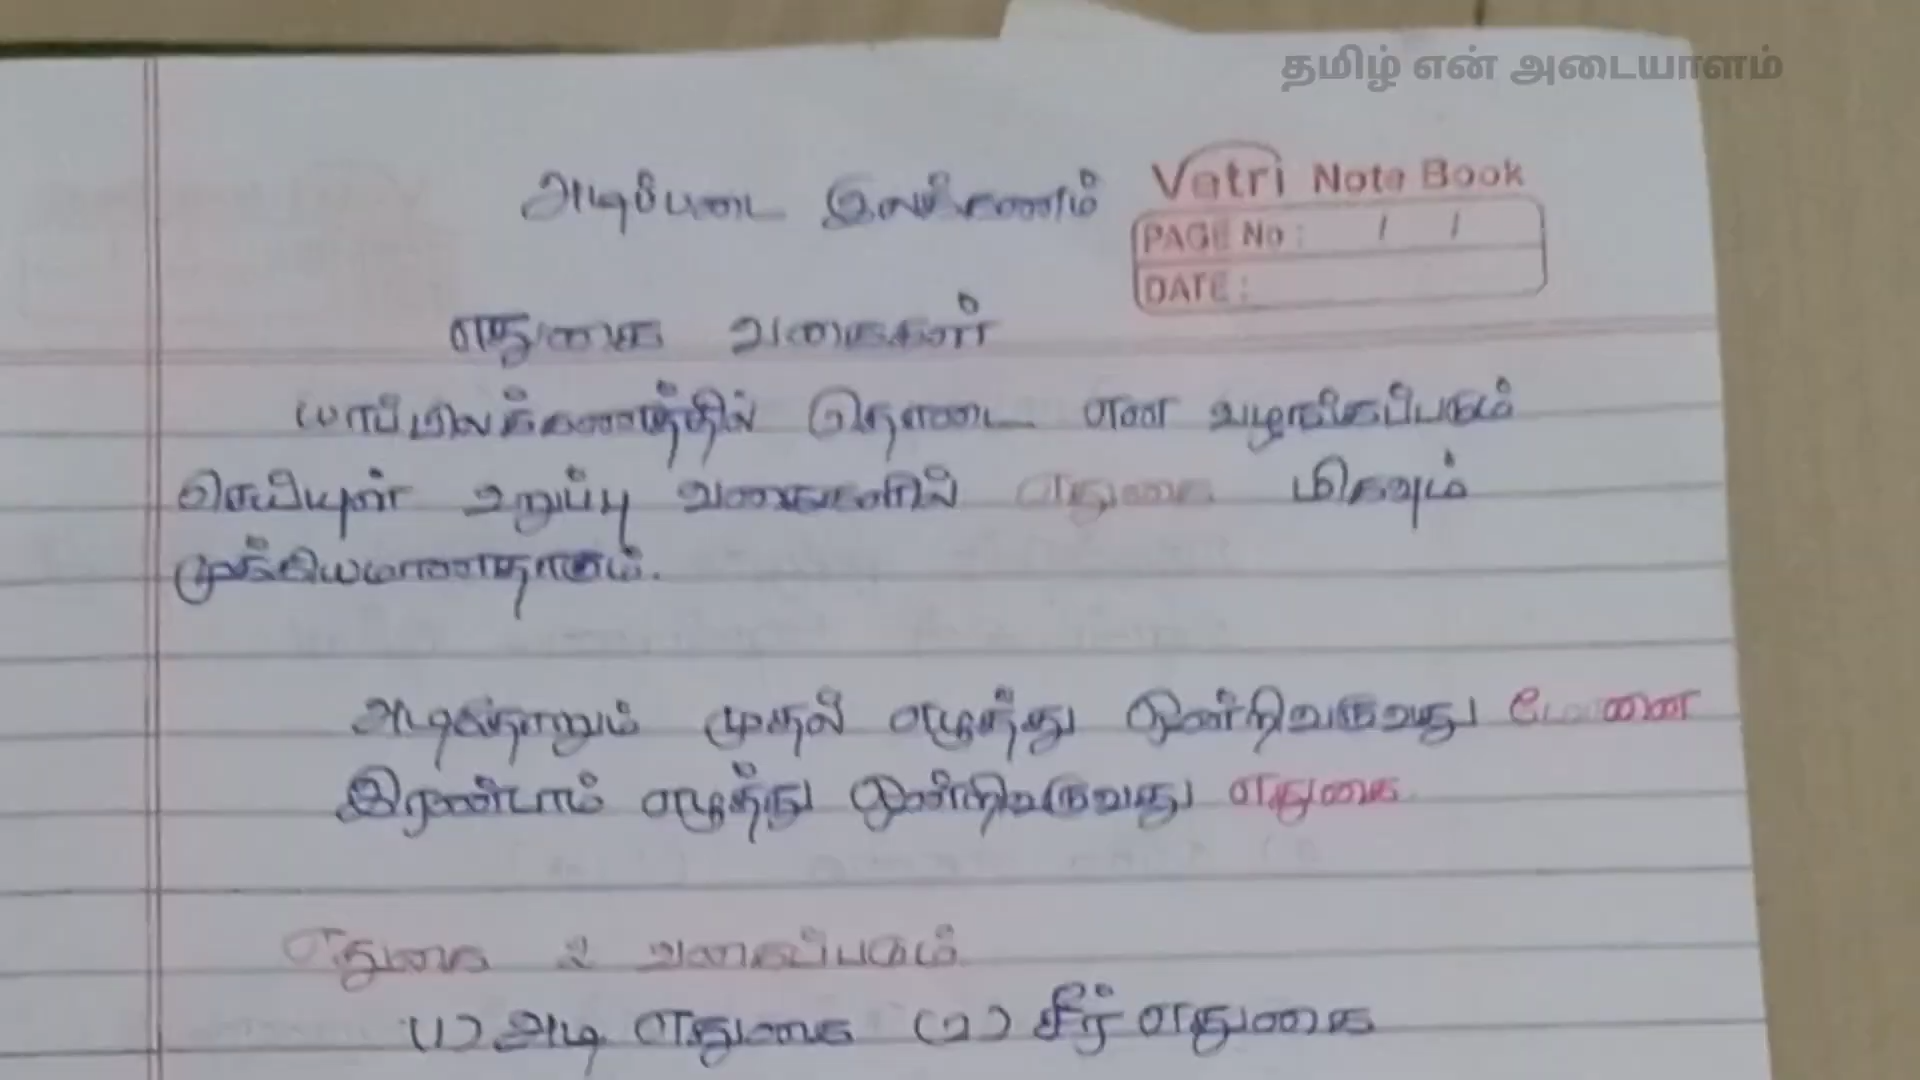 தமிழ் என் அடையாளம்
அடிப்படை இலக்கணம்
Vetri Note Book
PAGE No : / /
DATE :
எதுகை வகைகள்
யாப்பிலக்கணத்தில் தொடை என வழங்கப்படும்
செய்யுள் உறுப்பு வகைகளில் எதுகை மிகவும்
முக்கியமானதாகும்.
அடிதோறும் முதல் எழுத்து ஒன்றிவருவது மோனை
இரண்டாம் எழுத்து ஒன்றிவருவது எதுகை
எதுகை 2 வகைப்படும்
(1) அடி எதுகை (2) சீர் எதுகை